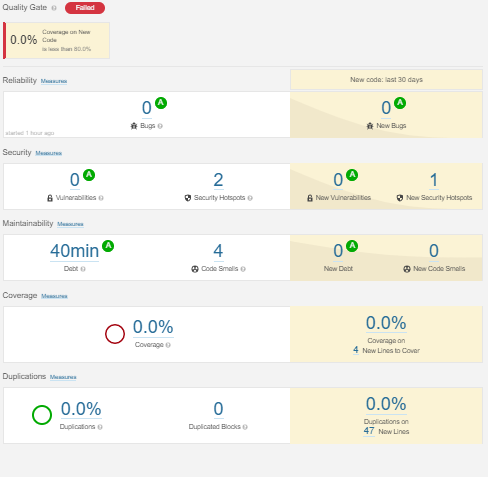 Quality Gate Failed
0.0% Coverage on New
Code
is less than 80.0%
Reliability Measures
New code: last 30 days
0 A
Bugs
started 1 hour ago
0 A
New Bugs
Security Measures
0 A
Vulnerabilities
2
Security Hotspots
0 A
New Vulnerabilities
1
New Security Hotspots
Maintainability Measures
40min A
Debt
4
Code Smells
0 A
New Debt
0
New Code Smells
Coverage Measures
0.0%
Coverage
0.0%
Coverage on
4 New Lines to Cover
Duplications Measures
0.0%
Duplications
0
Duplicated Blocks
0.0%
Duplications on
47 New Lines